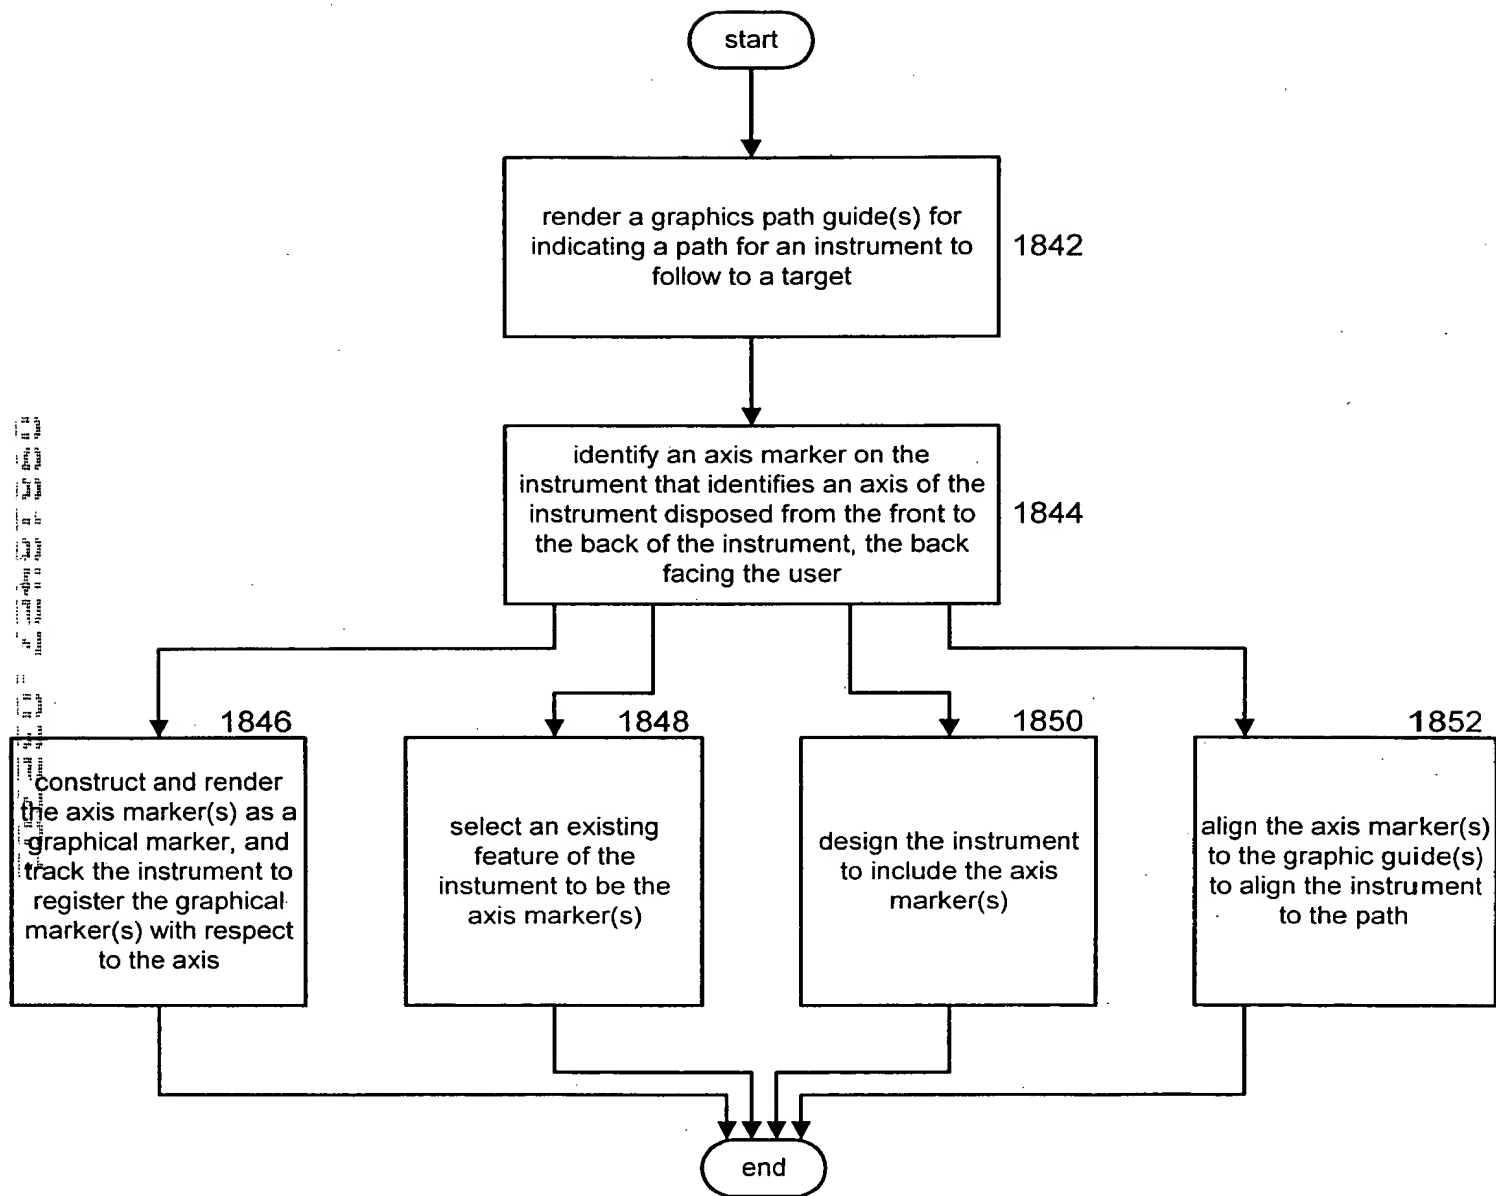 start
render a graphics path guide(s) for
indicating a path for an instrument to
follow to a target
1842
identify an axis marker on the
instrument that identifies an axis of the
instrument disposed from the front to
the back of the instrument, the back
facing the user
1844
1846
construct and render
the axis marker(s) as a
graphical marker, and
track the instrument to
register the graphical
marker(s) with respect
to the axis
1848
select an existing
feature of the
instument to be the
axis marker(s)
1850
design the instrument
to include the axis
marker(s)
1852
align the axis marker(s)
to the graphic guide(s)
to align the instrument
to the path
end